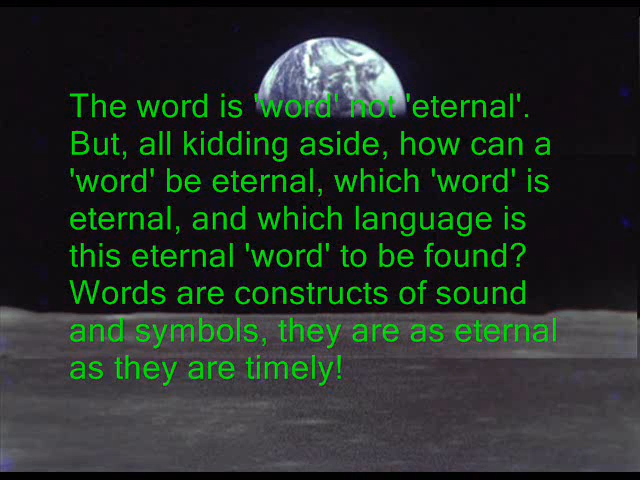 The word is 'word' not 'eternal'.
But, all kidding aside, how can a
'word' be eternal, which 'word' is
eternal, and which language is
this eternal 'word' to be found?
Words are constructs of sound
and symbols, they are as eternal
as they are timely!